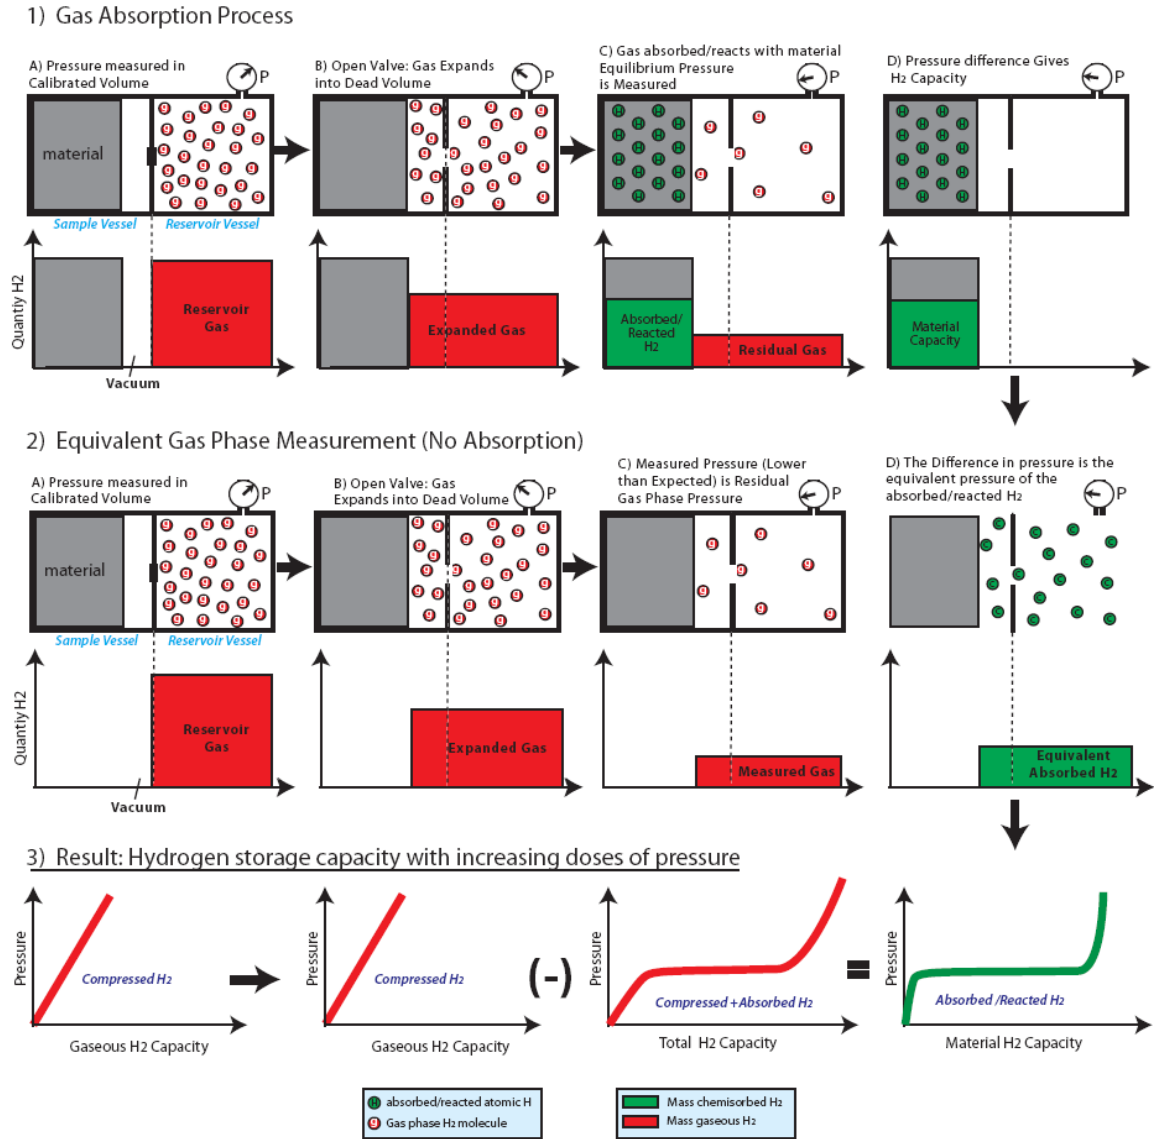 1) Gas Absorption Process
A) Pressure measured in
Calibrated Volume
P
B) Open Valve: Gas Expands
into Dead Volume
P
C) Gas absorbed/reacts with material
Equilibrium Pressure
is Measured
P
D) Pressure difference Gives
H2 Capacity
P
material
Sample Vessel
Reservoir Vessel
Quantiy H2
Reservoir
Gas
Vacuum
Expanded Gas
Absorbed/
Reacted
H2
Residual Gas
Material
Capacity
2) Equivalent Gas Phase Measurement (No Absorption)
A) Pressure measured in
Calibrated Volume
P
B) Open Valve: Gas
Expands into Dead Volume
P
C) Measured Pressure (Lower
than Expected) is Residual
Gas Phase Pressure
P
D) The Difference in pressure is the
equivalent pressure of the
absorbed/reacted H2
P
material
Sample Vessel
Reservoir Vessel
Quantiy H2
Reservoir
Gas
Vacuum
Expanded Gas
Measured Gas
Equivalent
Absorbed H2
3) Result: Hydrogen storage capacity with increasing doses of pressure
Pressure
Compressed H2
Gaseous H2 Capacity
Pressure
Compressed H2
Gaseous H2 Capacity
(-)
Pressure
Compressed +Absorbed H2
Total H2 Capacity
=
Pressure
Absorbed /Reacted H2
Material H2 Capacity
H absorbed/reacted atomic H
g Gas phase H2 molecule
Mass chemisorbed H2
Mass gaseous H2